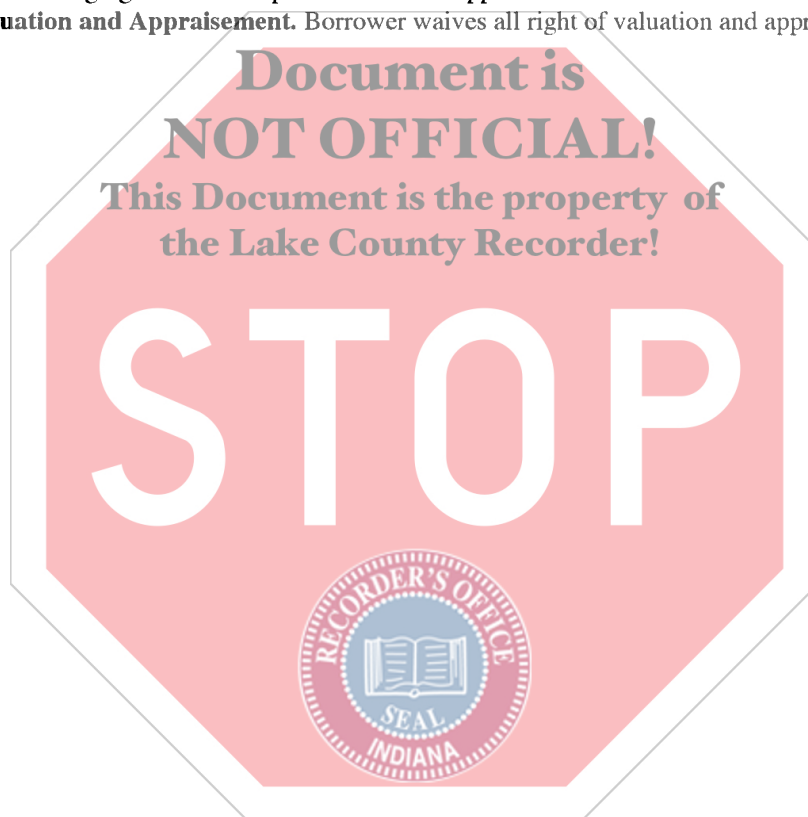 uation and Appraisement. Borrower waives all right of valuation and appr
Document is
NOT OFFICIAL!
This Document is the property of
the Lake County Recorder!
STOP
RECORDER'S OFFICE
SEAL
INDIANA